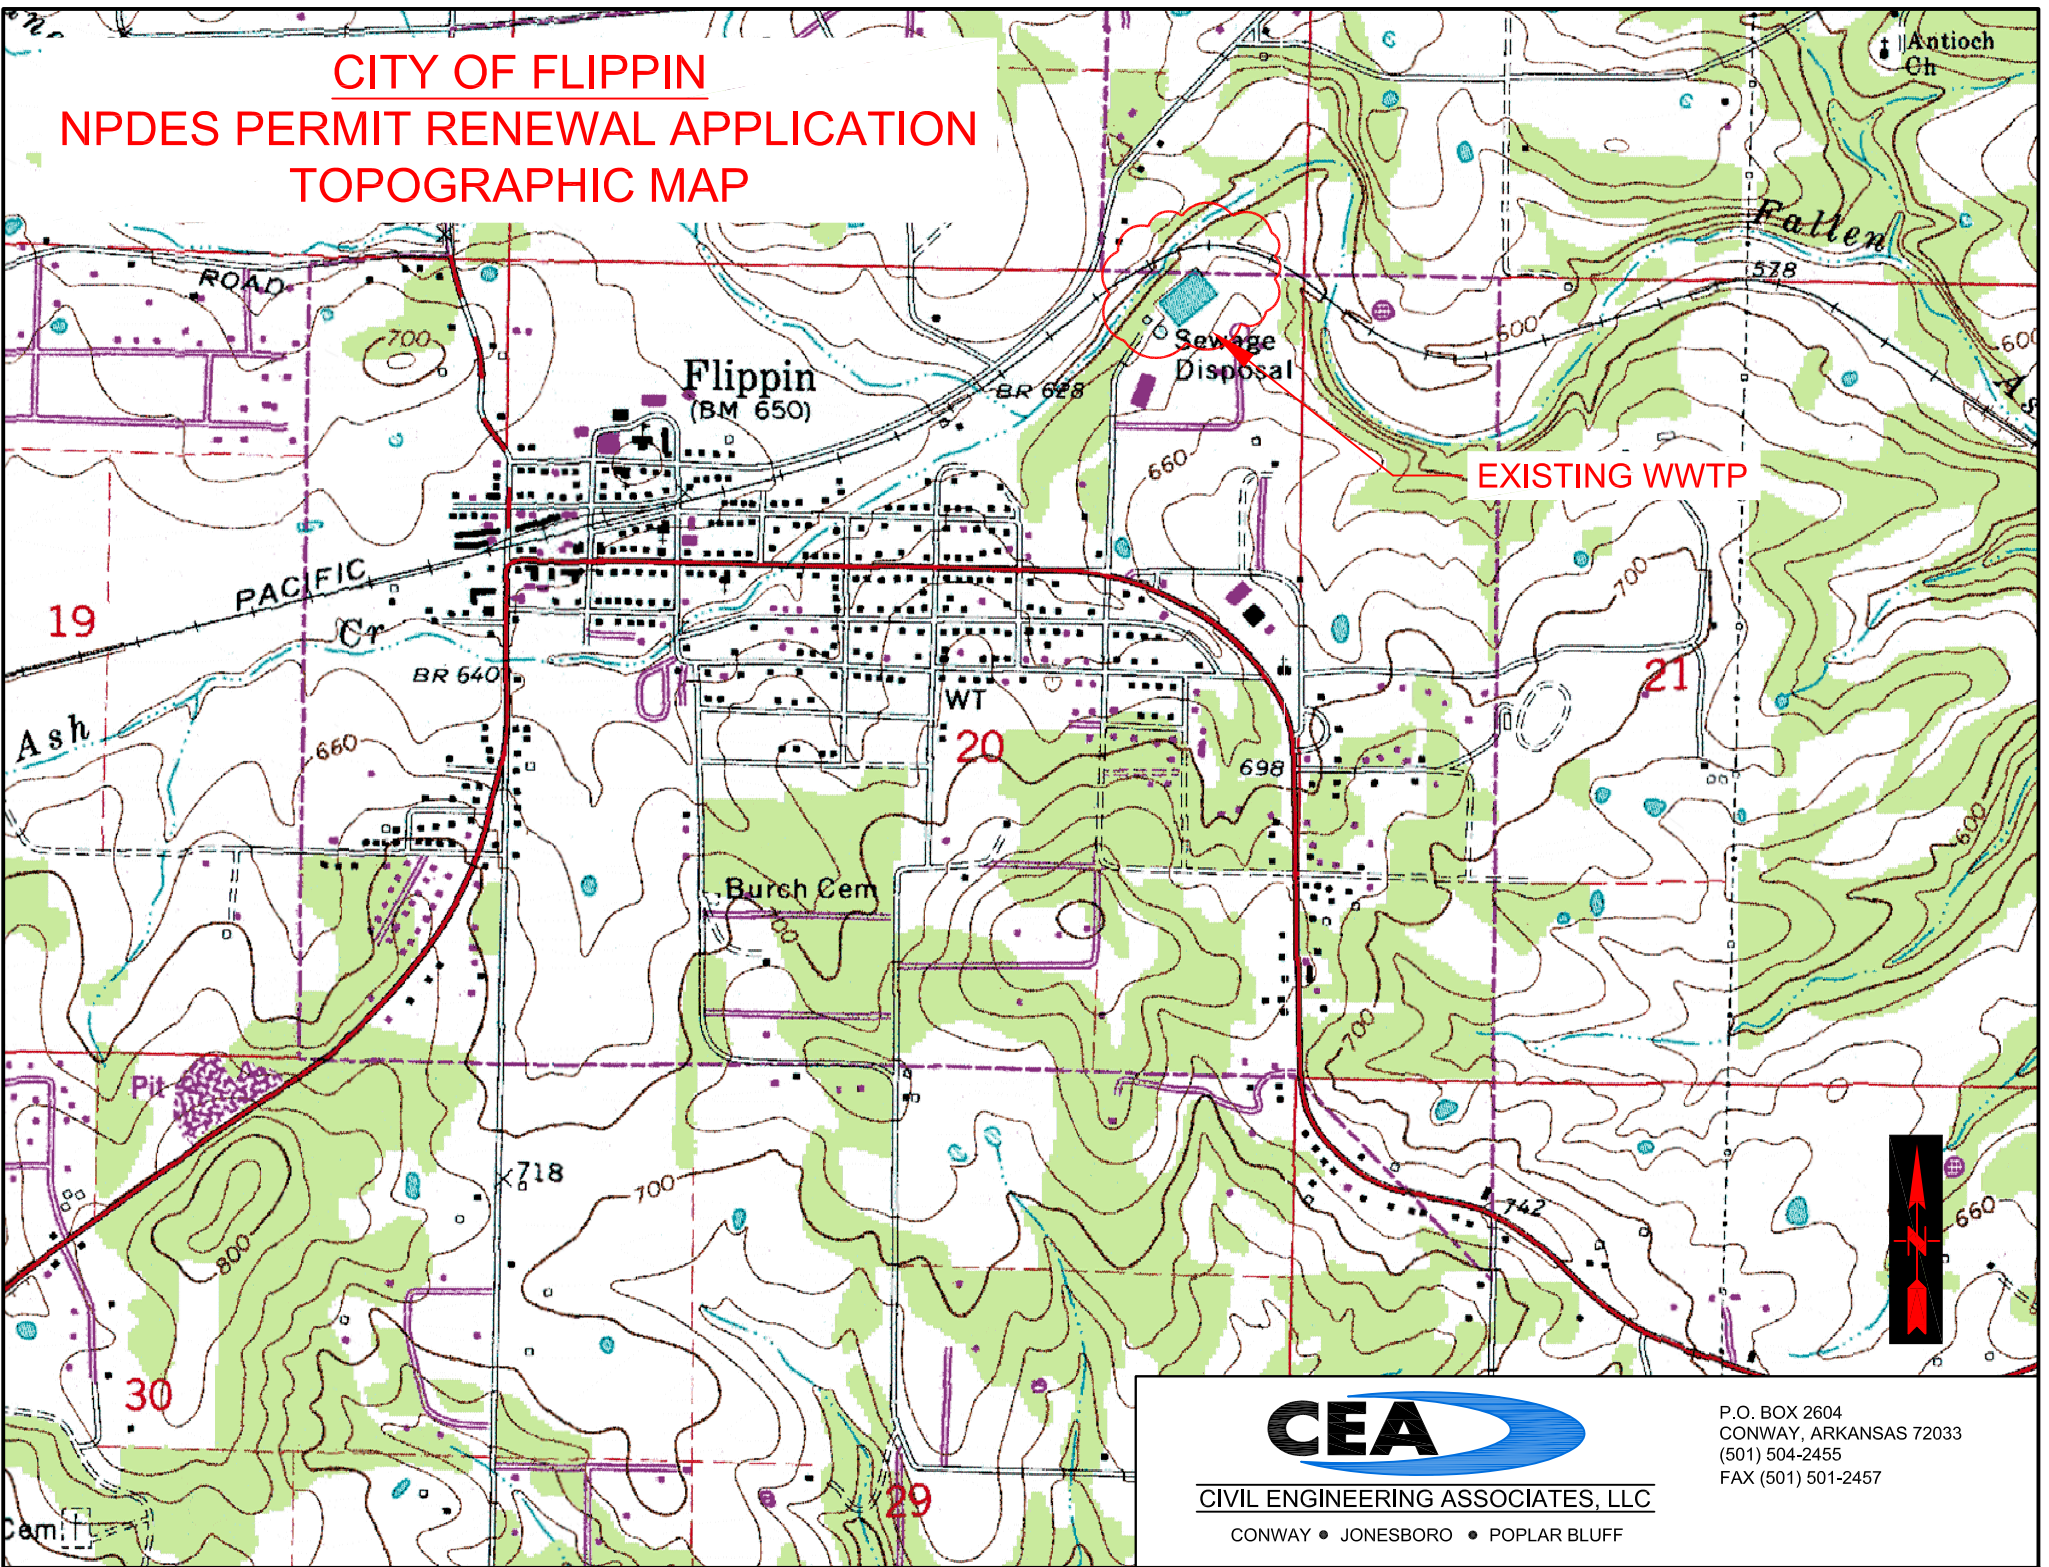 CITY OF FLIPPIN
NPDES PERMIT RENEWAL APPLICATION
TOPOGRAPHIC MAP
Antioch
Ch
Fallen
578
ROAD
700
Flippin
(BM 650)
BR 628
Sewage
Disposal
600
600
660
EXISTING WWTP
PACIFIC
19
Cr
BR 640
Ash
660
WT
20
698
700
21
600
Burch Cem
700
Pit
718
700
742
660
800
N
30
29
Cem
CEA
CIVIL ENGINEERING ASSOCIATES, LLC
CONWAY ● JONESBORO ● POPLAR BLUFF
P.O. BOX 2604
CONWAY, ARKANSAS 72033
(501) 504-2455
FAX (501) 501-2457